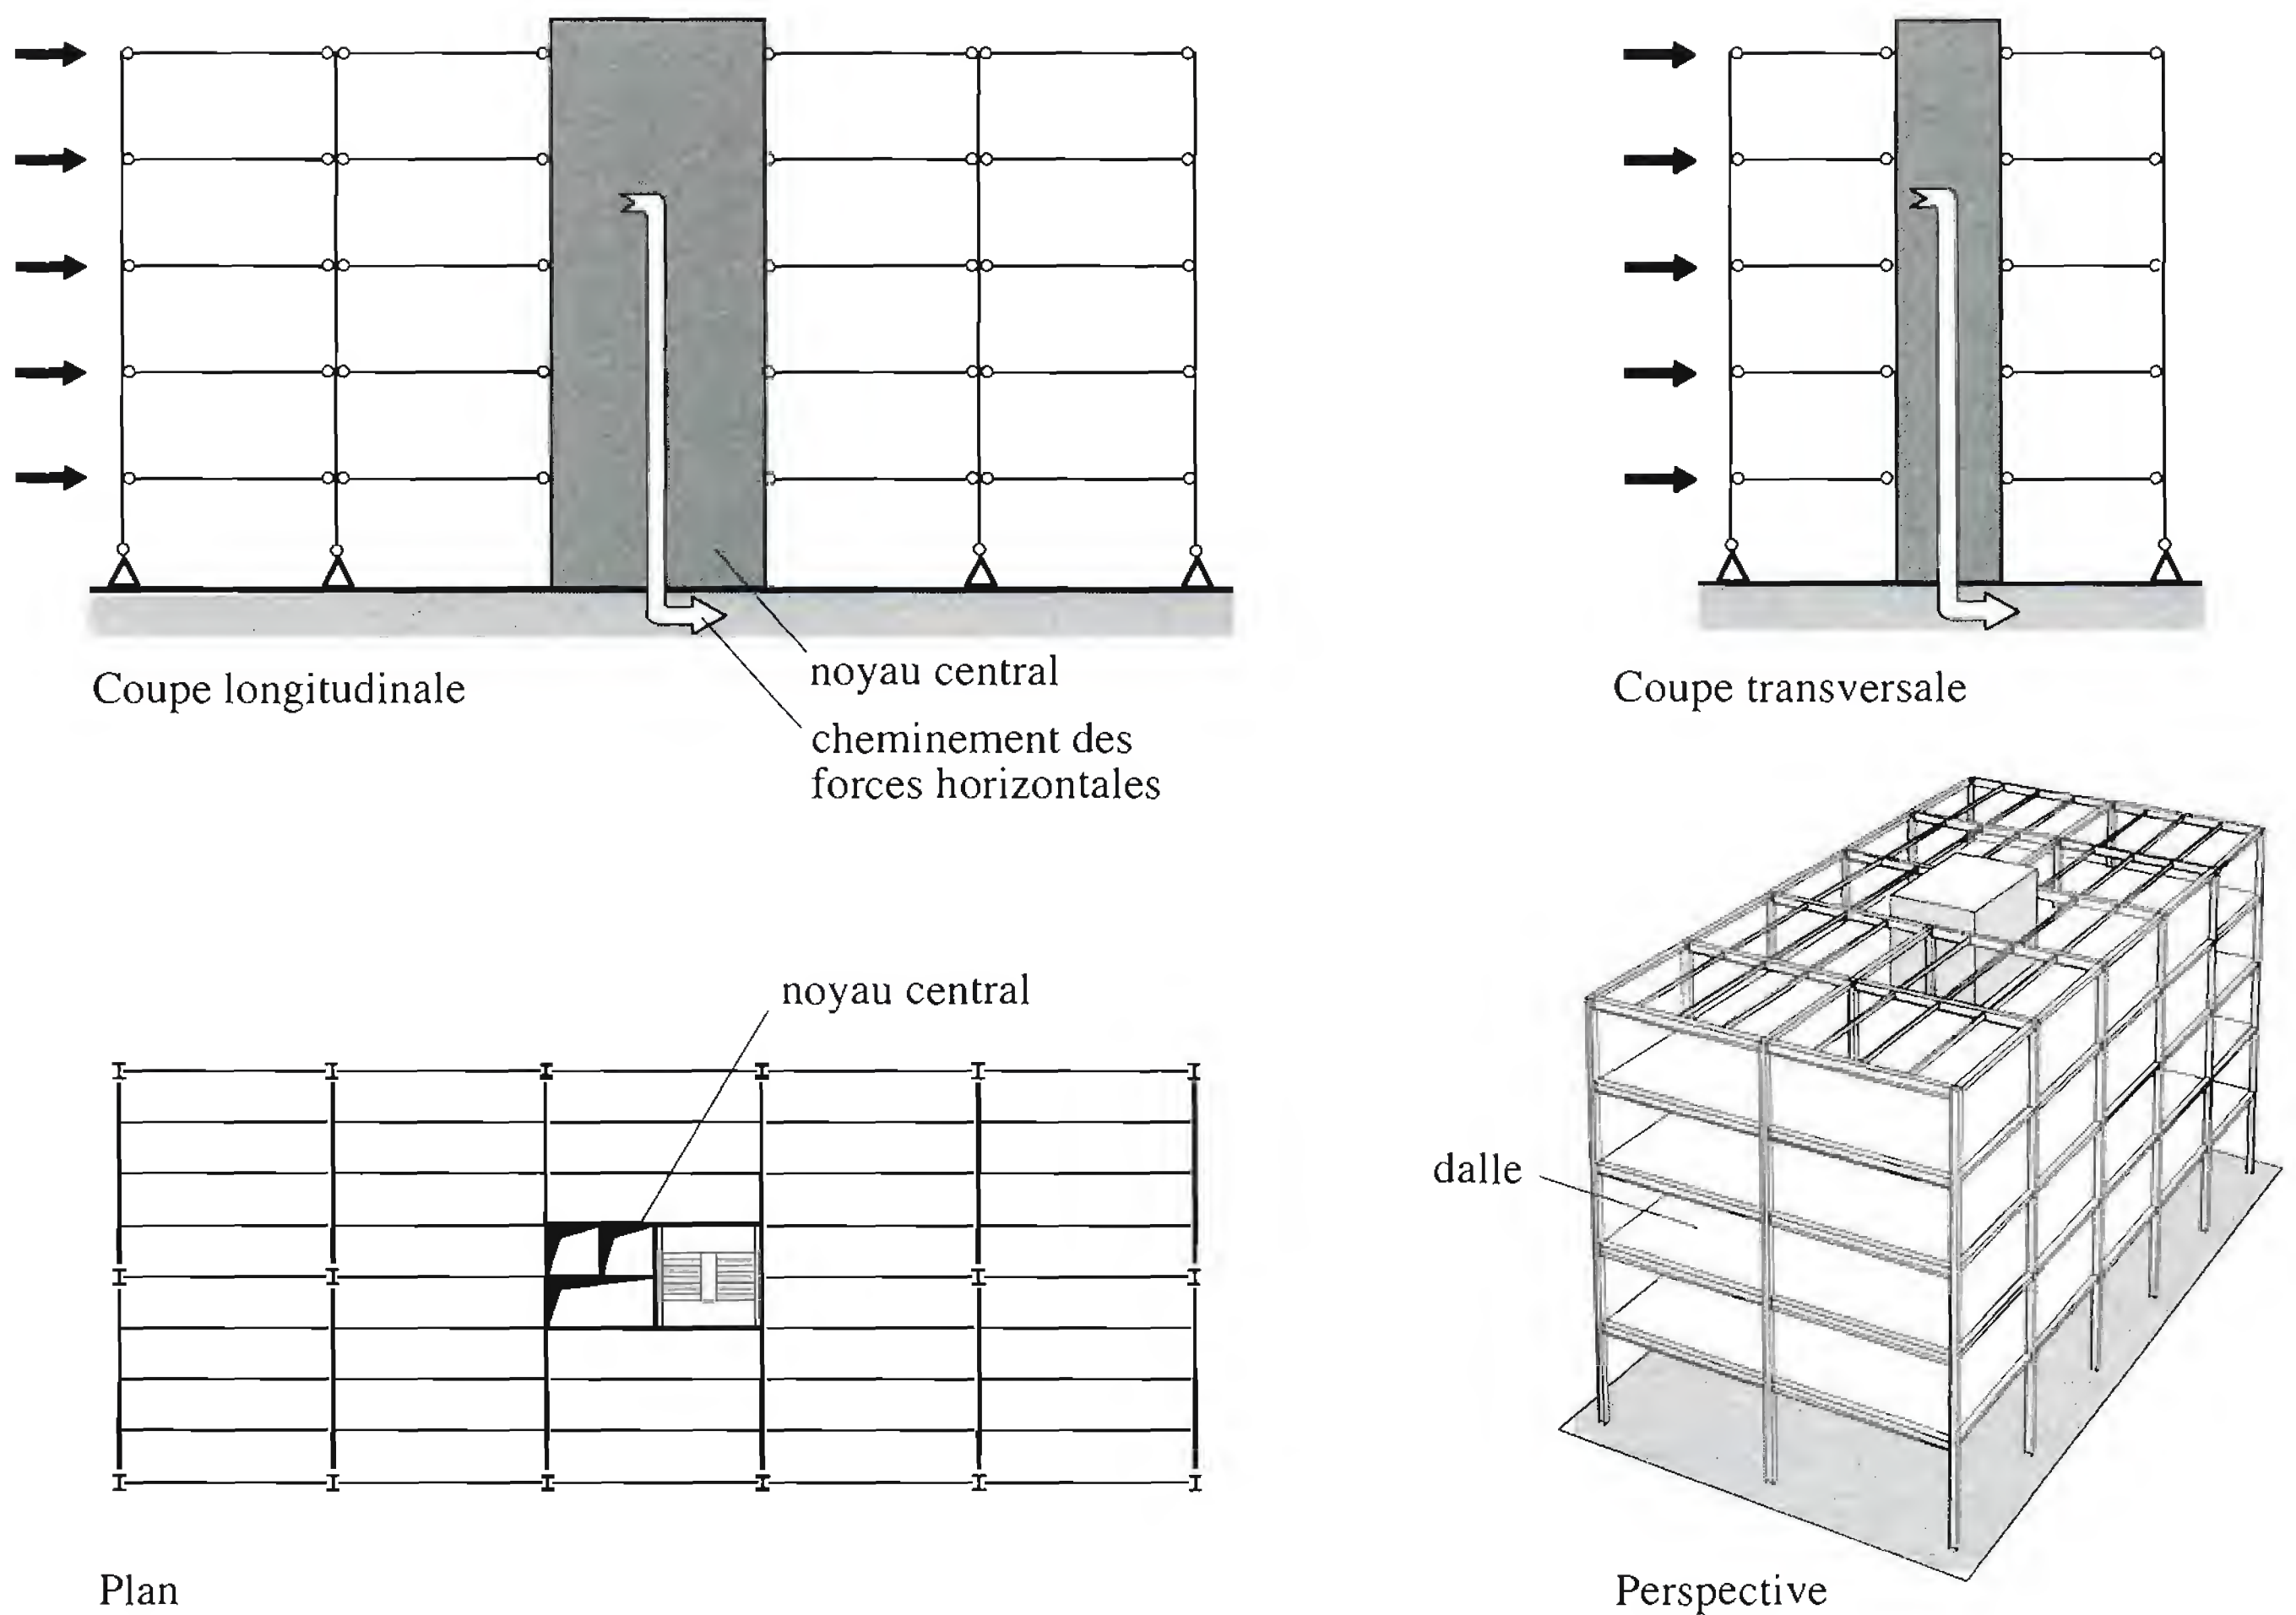 noyau central
Coupe longitudinale
cheminement des
forces horizontales
Coupe transversale
noyau central
dalle
Plan
Perspective